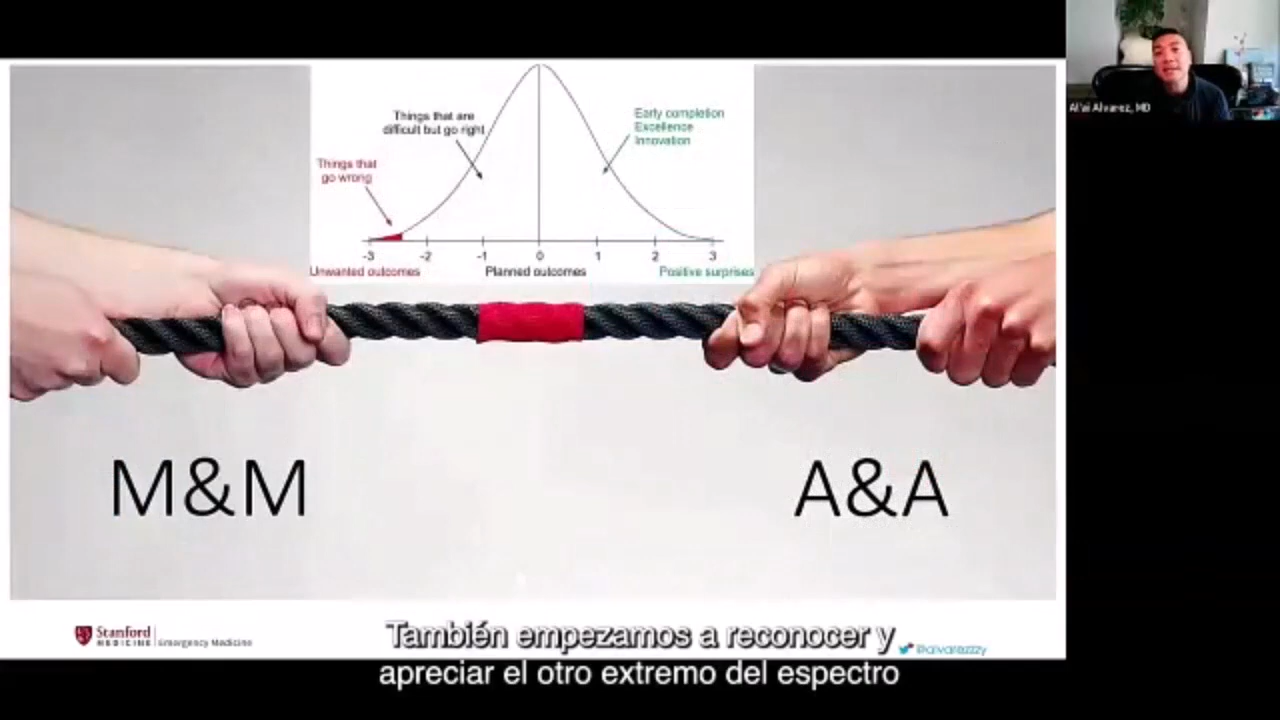 Things that are
difficult but go right
Early completion
Excellence
Innovation
Things that
go wrong
-3 -2 -1 0 1 2 3
Unwanted outcomes Planned outcomes Positive surprises
Al'ai Alvarez, MD
M&M A&A
Stanford
MEDICINE Emergency Medicine
@alvarezzzy
También empezamos a reconocer y
apreciar el otro extremo del espectro